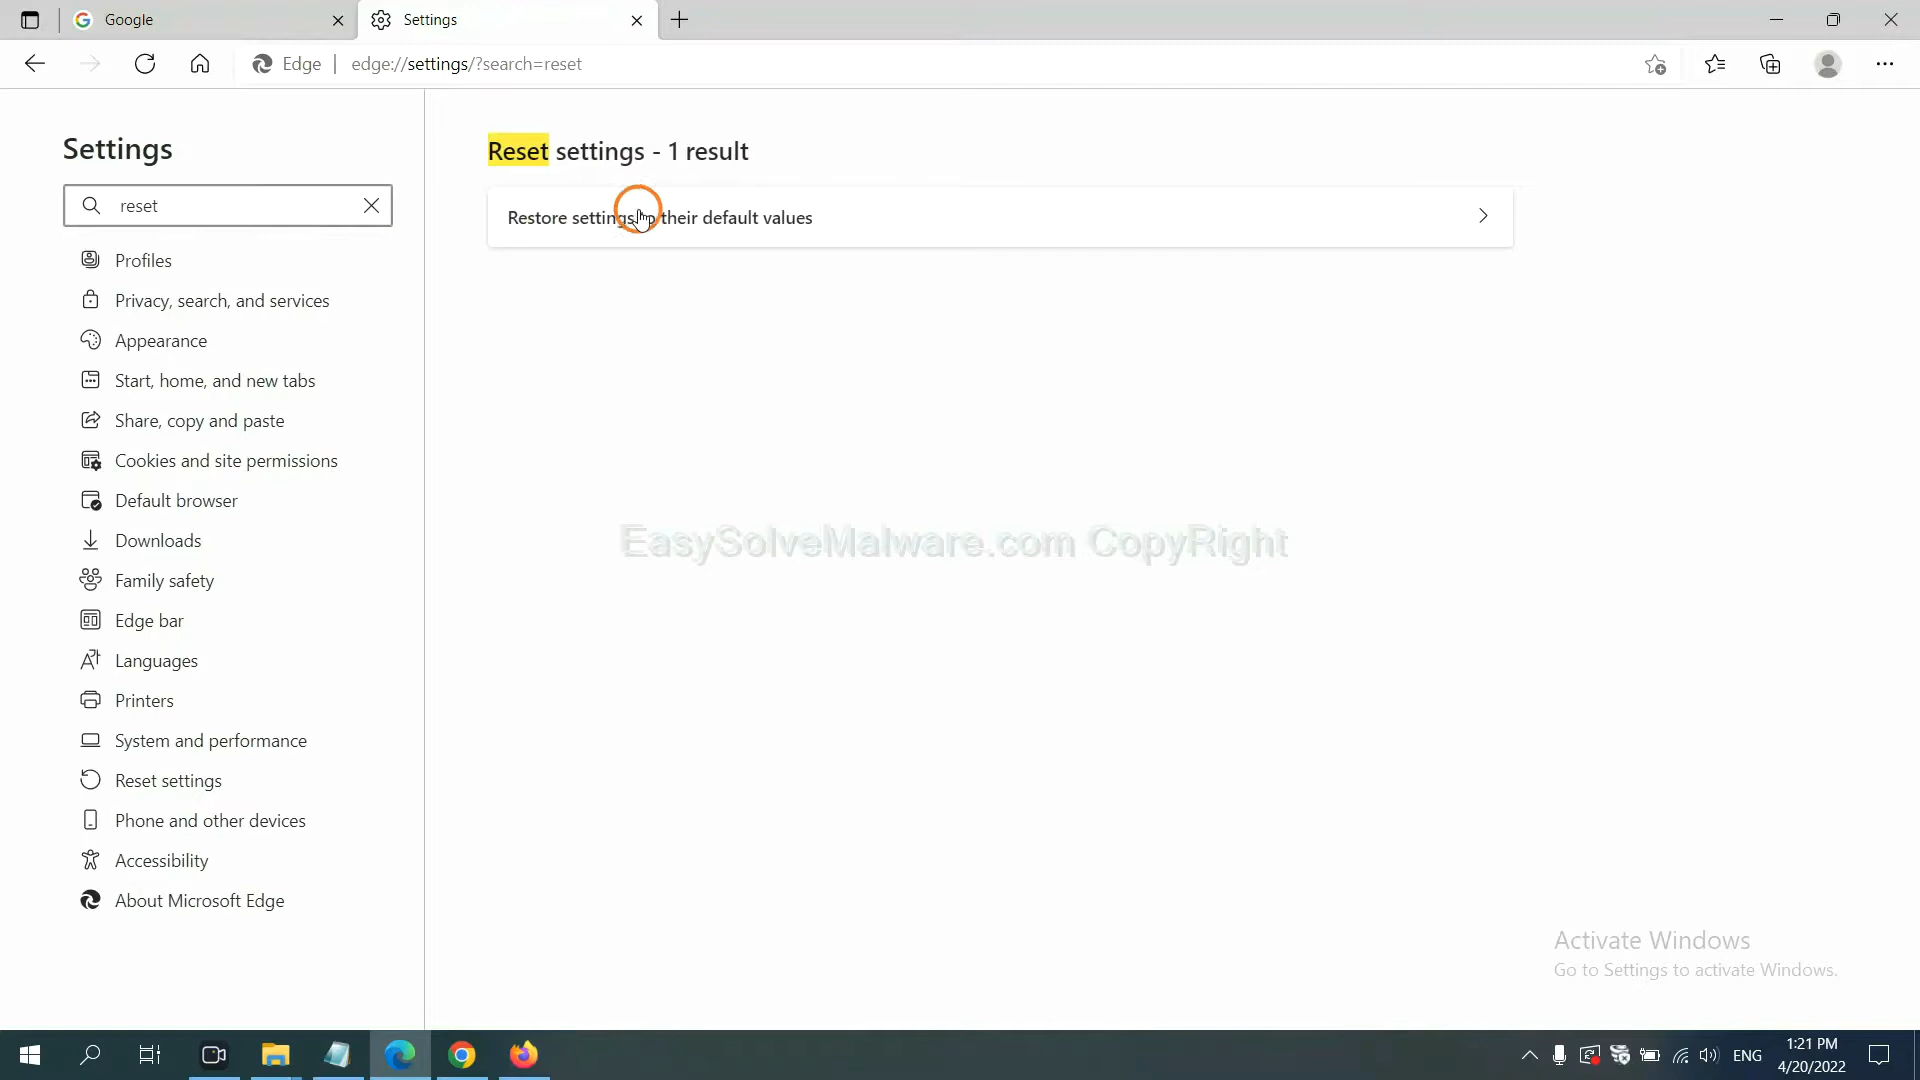 Google
Settings
Edge
edge://settings/?search=reset
Settings
reset
Profiles
Privacy, search, and services
Appearance
Start, home, and new tabs
Share, copy and paste
Cookies and site permissions
Default browser
Downloads
Family safety
Edge bar
Languages
Printers
System and performance
Reset settings
Phone and other devices
Accessibility
About Microsoft Edge
Reset settings - 1 result
Restore settings their default values
EasySolveMalware.com CopyRight
Activate Windows
Go to Settings to activate Windows.
ENG
1:21 PM
4/20/2022